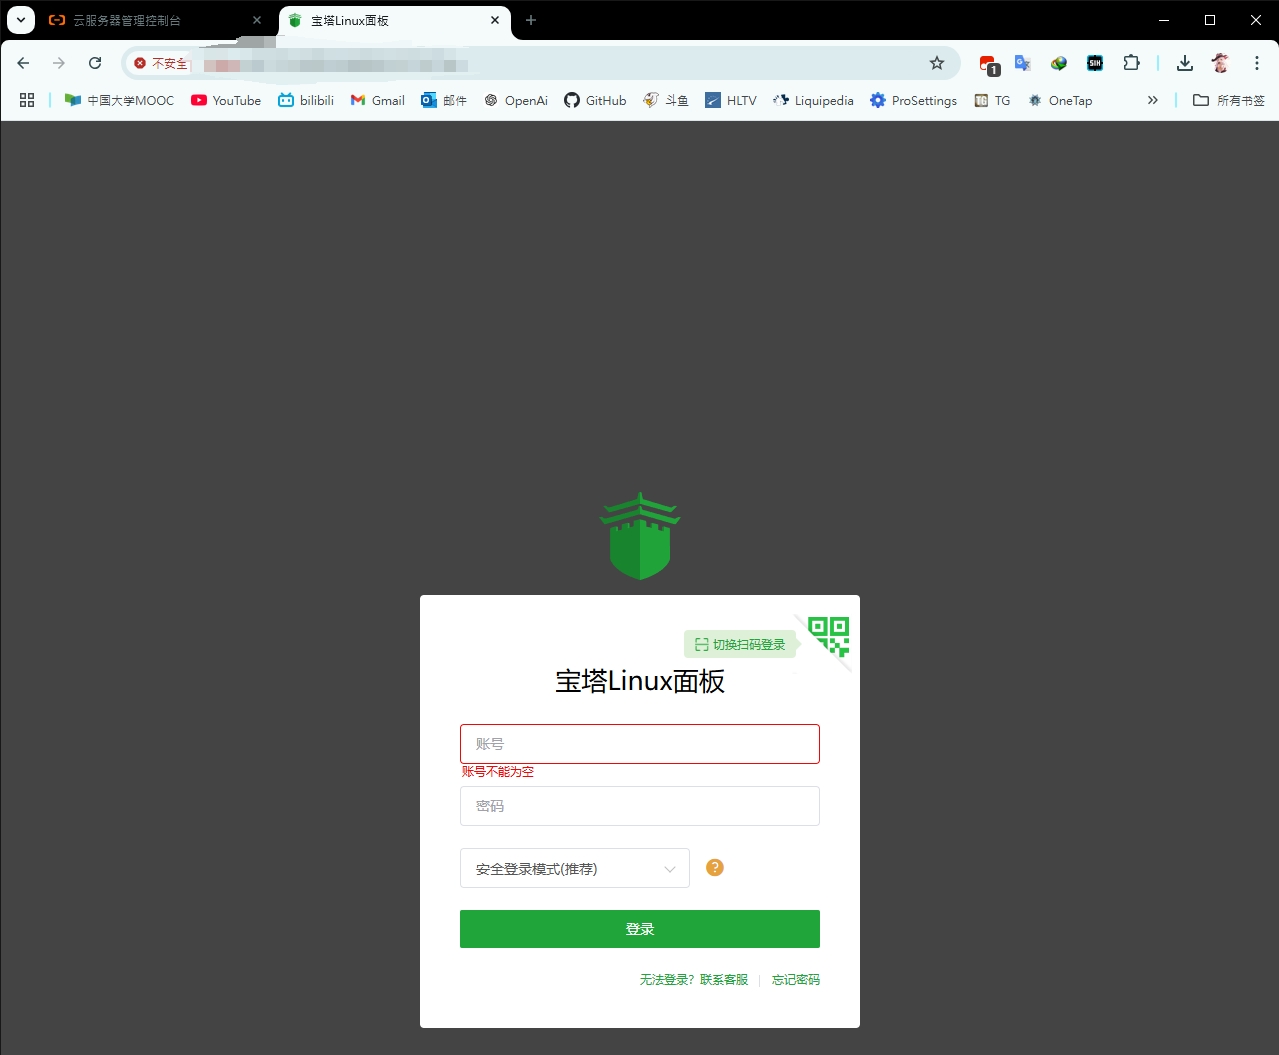 云服务器管理控制台
宝塔Linux面板
不安全
1
SIH
中国大学MOOC YouTube bilibili Gmail 邮件 OpenAi GitHub 斗鱼 HLTV Liquipedia ProSettings TG OneTap 所有书签
切换扫码登录
宝塔Linux面板
账号
账号不能为空
密码
安全登录模式(推荐) ?
登录
无法登录? 联系客服 忘记密码